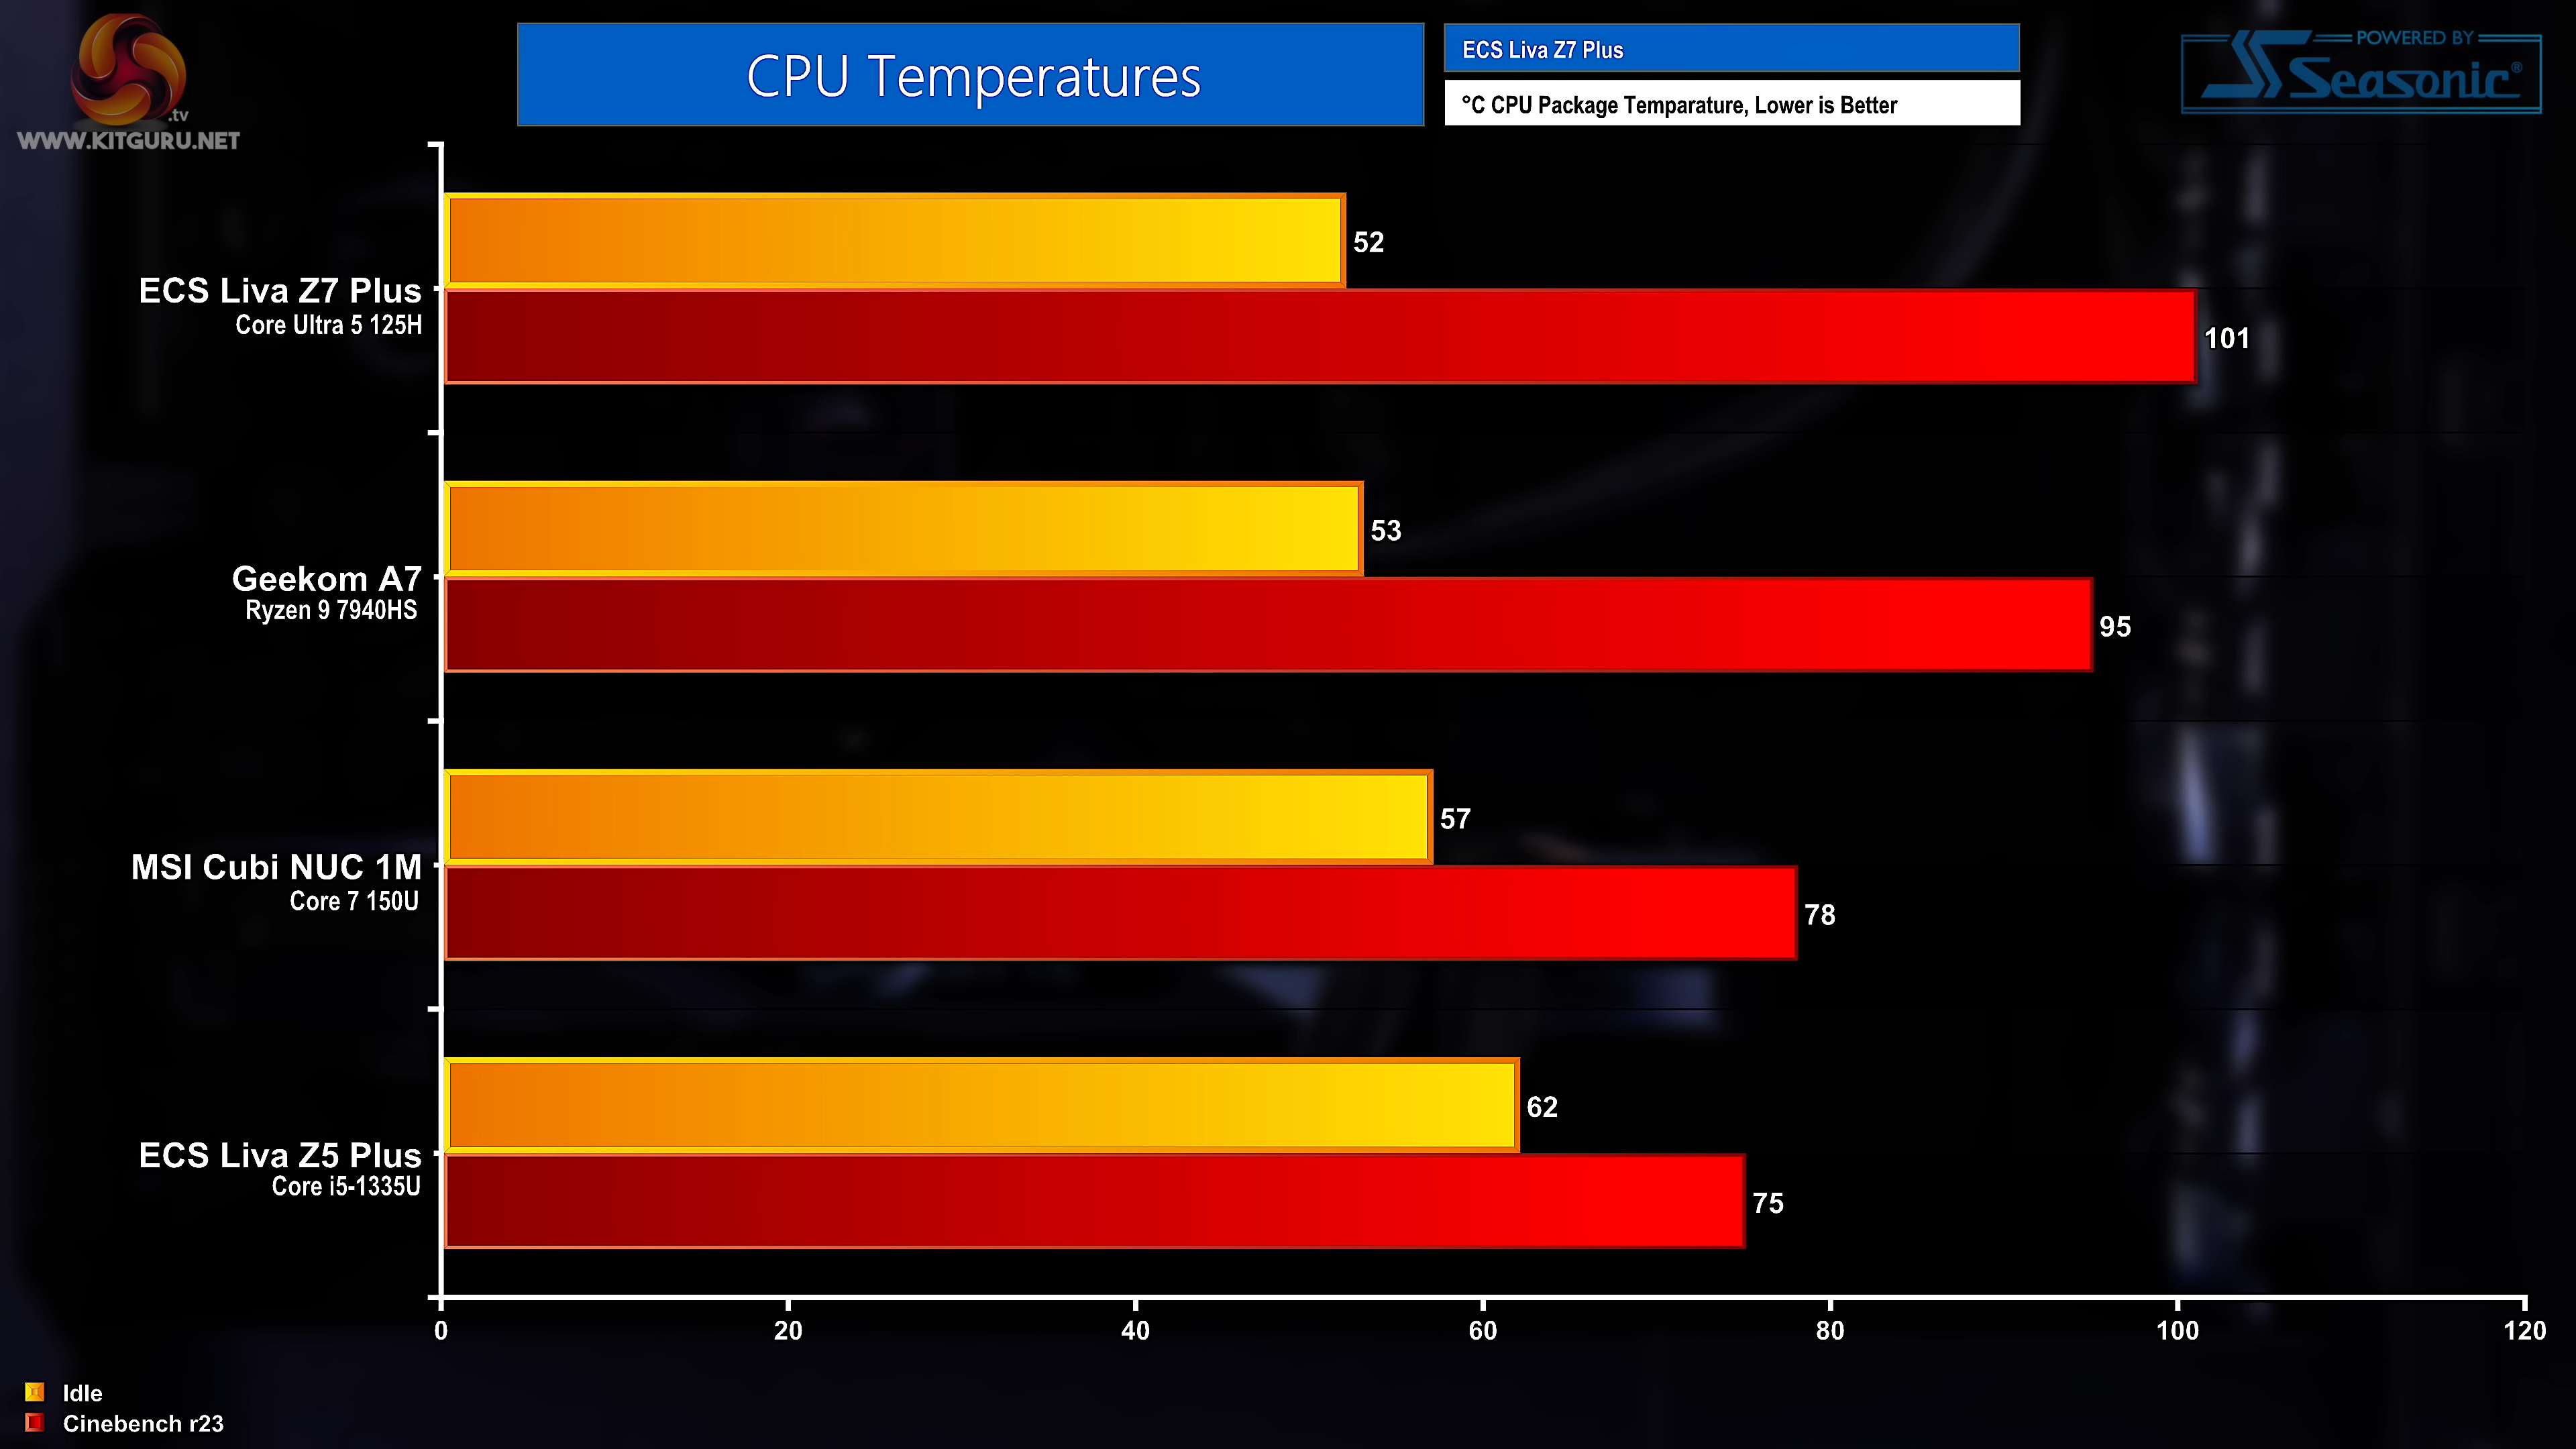 .tv
WWW.KITGURU.NET
CPU Temperatures
ECS Liva Z7 Plus
°C CPU Package Temparature, Lower is Better
POWERED BY
Seasonic®
52
ECS Liva Z7 Plus
Core Ultra 5 125H
101
53
Geekom A7
Ryzen 9 7940HS
95
57
MSI Cubi NUC 1M
Core 7 150U
78
62
ECS Liva Z5 Plus
Core i5-1335U
75
0 20 40 60 80 100 120
Idle
Cinebench r23